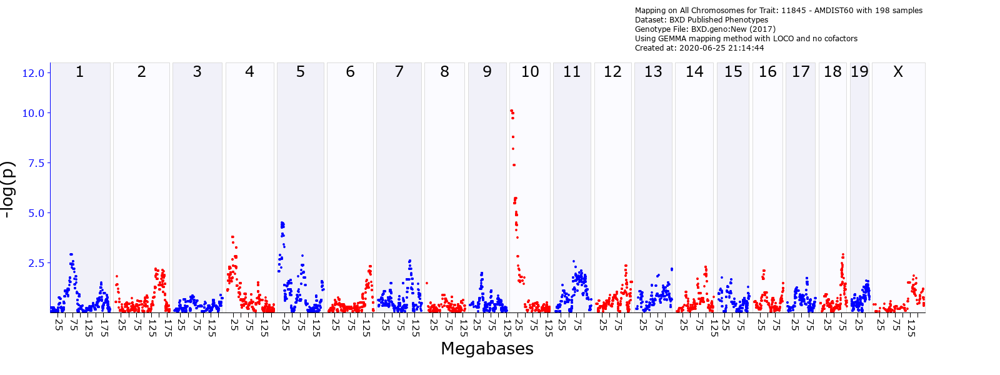 Mapping on All Chromosomes for Trait: 11845 - AMDIST60 with 198 samples
Dataset: BXD Published Phenotypes
Genotype File: BXD.geno:New (2017)
Using GEMMA mapping method with LOCO and no cofactors
Created at: 2020-06-25 21:14:44
1 2 3 4 5 6 7 8 9 10 11 12 13 14 15 16 17 18 19 X
12.0
10.0
7.5
5.0
2.5
-log(p)
25 75 125 175 25 75 125 175 25 75 125 25 75 125 25 75 125 25 75 125 25 75 125 25 75 125 25 75 125 25 75 125 25 75 25 75 25 75 25 75 125 25 75 25 75 25 75 25 75 25 25 75 125
Megabases